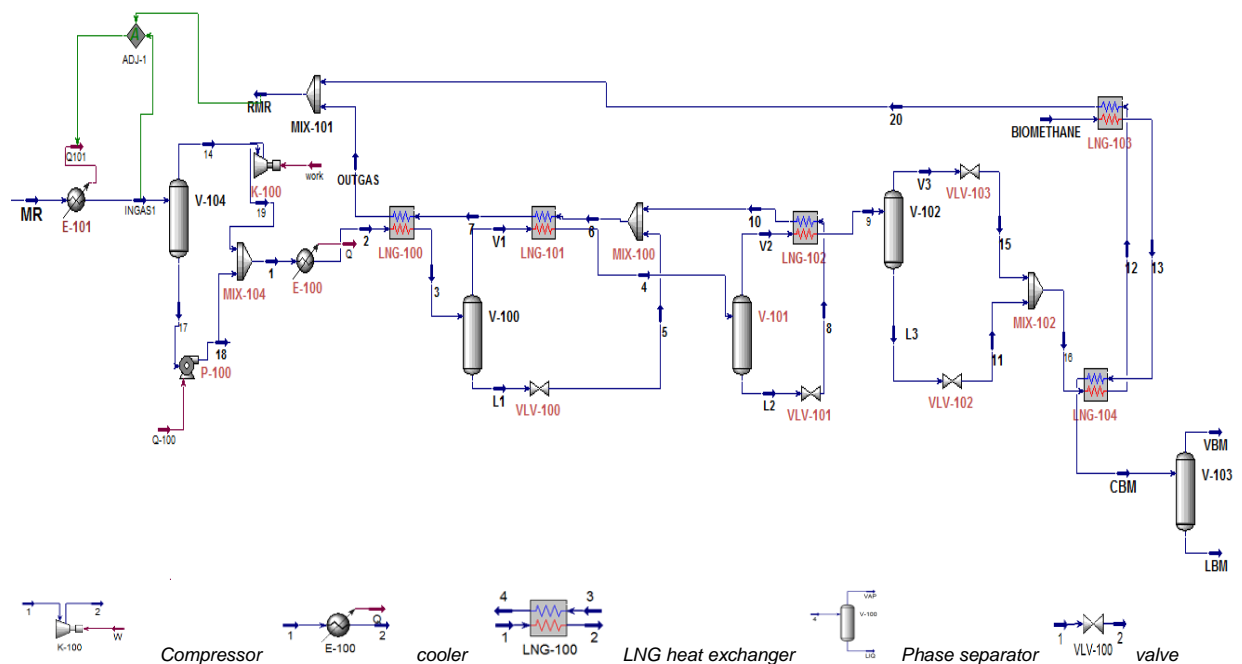 A
ADJ-1
RMR
MIX-101
20
BIOMETHANE
LNG-103
Q101
14
work
K-100
19
OUTGAS
V3
VLV-103
V-102
MR
E-101
INGAS1
V-104
MIX-104
1
E-100
Q
2
LNG-100
7
V1
LNG-101
6
MIX-100
10
V2
LNG-102
9
15
12
13
3
4
V-100
5
V-101
8
MIX-102
17
18
P-100
L3
11
16
L1
VLV-100
L2
VLV-101
VLV-102
LNG-104
Q-100
VBM
V-103
CBM
LBM
1 2
W
K-100
Compressor
1 Q 2
E-100
cooler
4 3
1 2
LNG-100
LNG heat exchanger
VAP
4 V-100
LIQ
Phase separator
1 2
VLV-100
valve